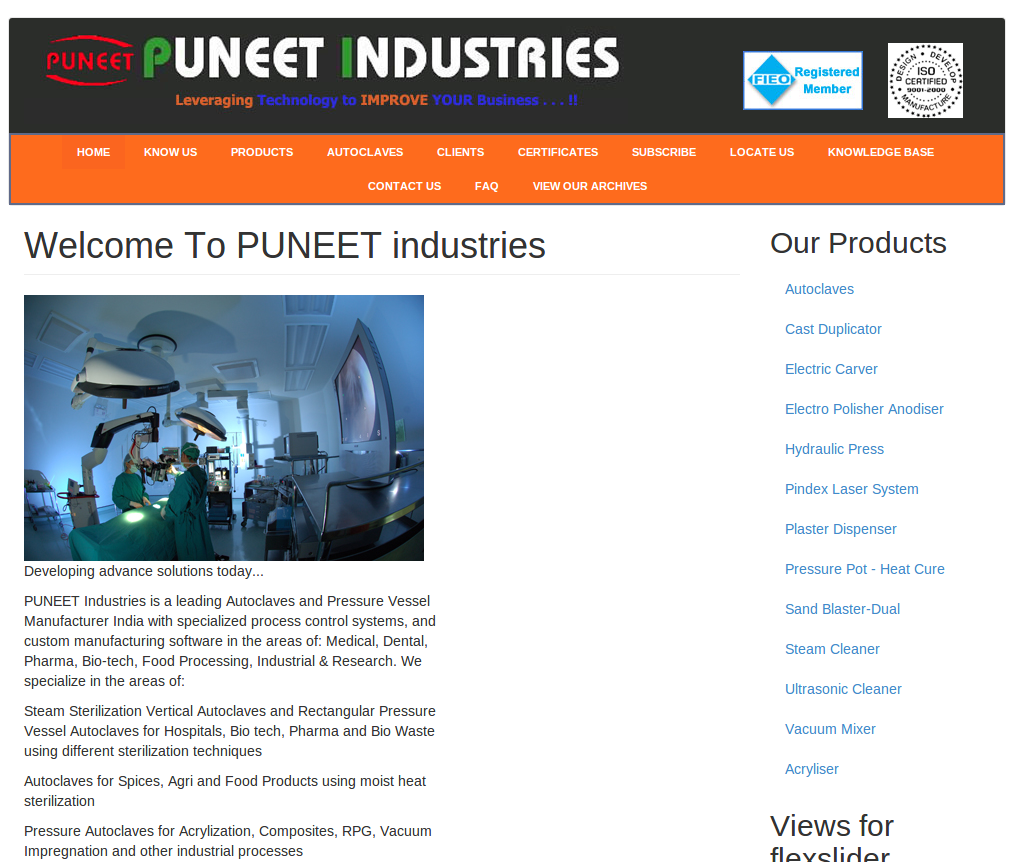 PUNEET PUNEET INDUSTRIES
Leveraging Technology to IMPROVE YOUR Business . . . !!
FIEO Registered Member
DESIGN • DEVELOP • MANUFACTURE
ISO
CERTIFIED
9001-2000
HOME KNOW US PRODUCTS AUTOCLAVES CLIENTS CERTIFICATES SUBSCRIBE LOCATE US KNOWLEDGE BASE
CONTACT US FAQ VIEW OUR ARCHIVES
Welcome To PUNEET industries
Developing advance solutions today...
PUNEET Industries is a leading Autoclaves and Pressure Vessel
Manufacturer India with specialized process control systems, and
custom manufacturing software in the areas of: Medical, Dental,
Pharma, Bio-tech, Food Processing, Industrial & Research. We
specialize in the areas of:
Steam Sterilization Vertical Autoclaves and Rectangular Pressure
Vessel Autoclaves for Hospitals, Bio tech, Pharma and Bio Waste
using different sterilization techniques
Autoclaves for Spices, Agri and Food Products using moist heat
sterilization
Pressure Autoclaves for Acrylization, Composites, RPG, Vacuum
Impregnation and other industrial processes
Our Products
Autoclaves
Cast Duplicator
Electric Carver
Electro Polisher Anodiser
Hydraulic Press
Pindex Laser System
Plaster Dispenser
Pressure Pot - Heat Cure
Sand Blaster-Dual
Steam Cleaner
Ultrasonic Cleaner
Vacuum Mixer
Acryliser
Views for
flexslider